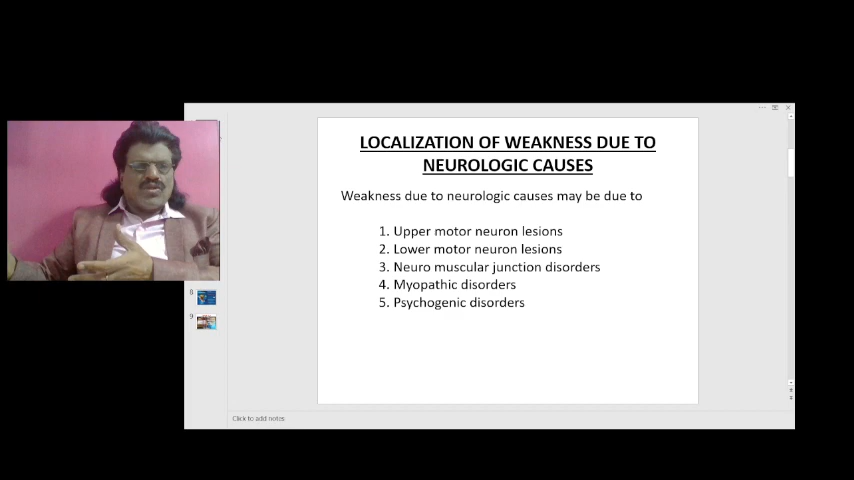 LOCALIZATION OF WEAKNESS DUE TO
NEUROLOGIC CAUSES
Weakness due to neurologic causes may be due to
1. Upper motor neuron lesions
2. Lower motor neuron lesions
3. Neuro muscular junction disorders
4. Myopathic disorders
5. Psychogenic disorders
8
9
Click to add notes